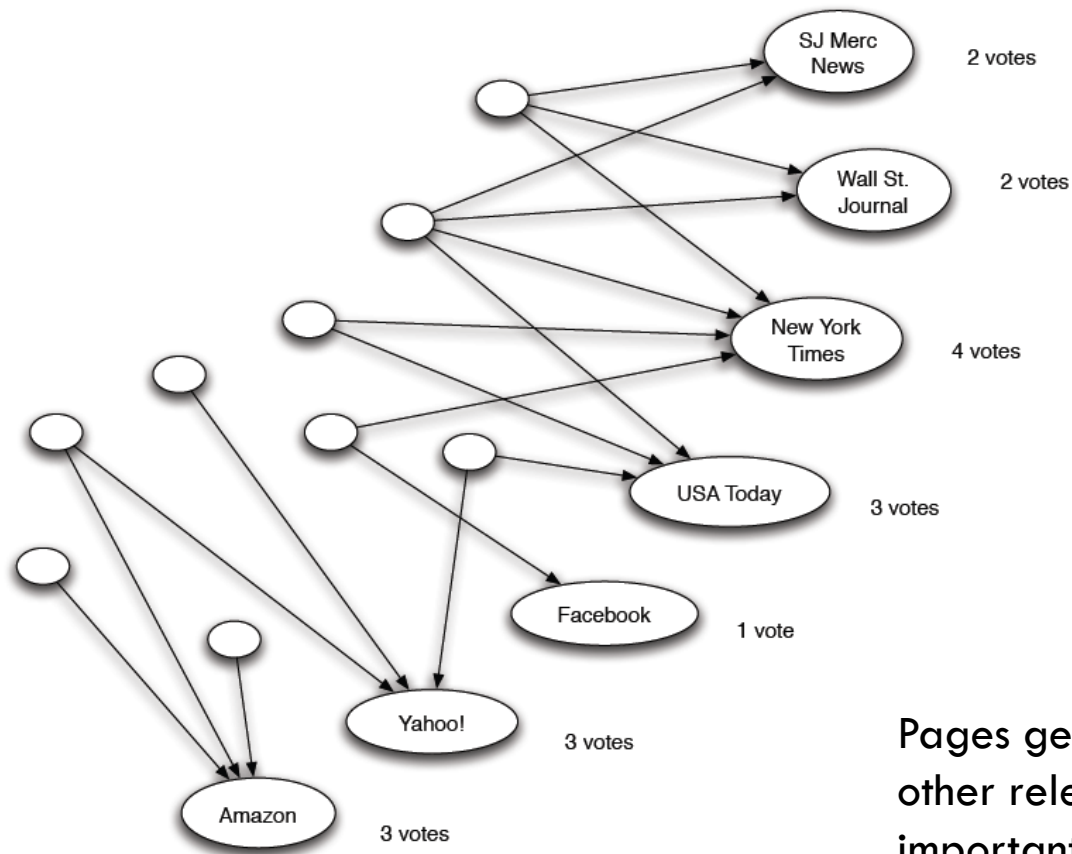 SJ Merc
News
2 votes
Wall St.
Journal
2 votes
New York
Times
4 votes
USA Today
3 votes
Facebook
1 vote
Yahoo!
3 votes
Amazon
3 votes
Pages ge
other rele
important